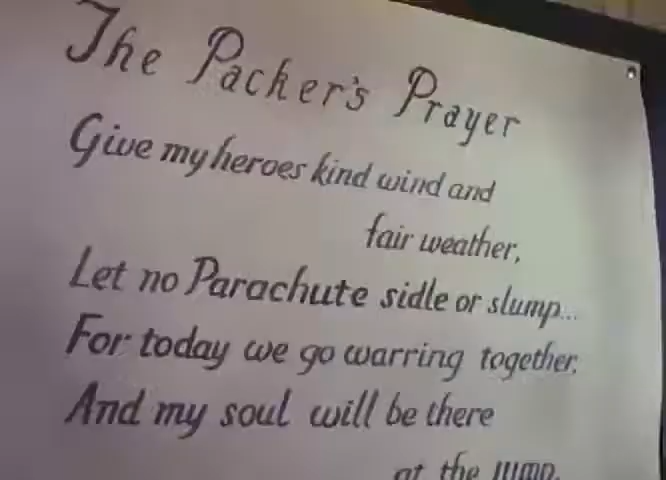 The Packer's Prayer
Give my heroes kind wind and
fair weather,
Let no Parachute sidle or slump...
For today we go warring together,
And my soul will be there
at the jump.